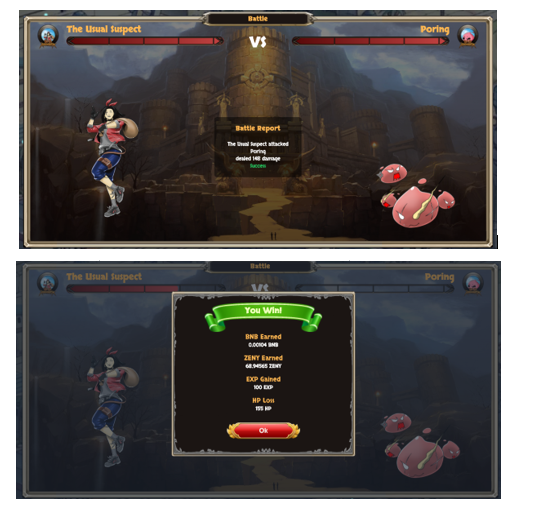 Battle
The Usual Suspect
Poring
VS
Battle Report
The Usual Suspect attacked
Poring
dealed 148 damage
Success
Battle
The Usual Suspect
Poring
VS
You Win!
BNB Earned
0.00104 BNB
ZENY Earned
68.94565 ZENY
EXP Gained
100 EXP
HP Loss
155 HP
Ok